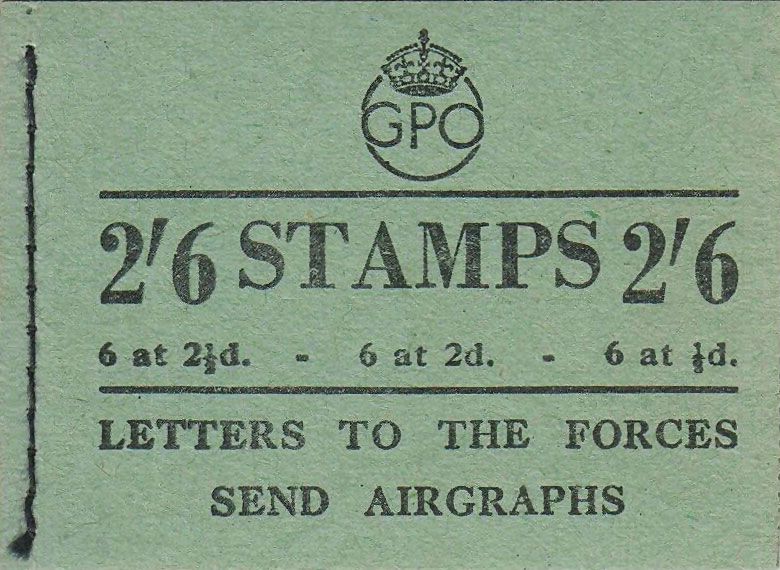 GPO
2'6 STAMPS 2'6
6 at 2½d. - 6 at 2d. - 6 at ½d.
LETTERS TO THE FORCES
SEND AIRGRAPHS